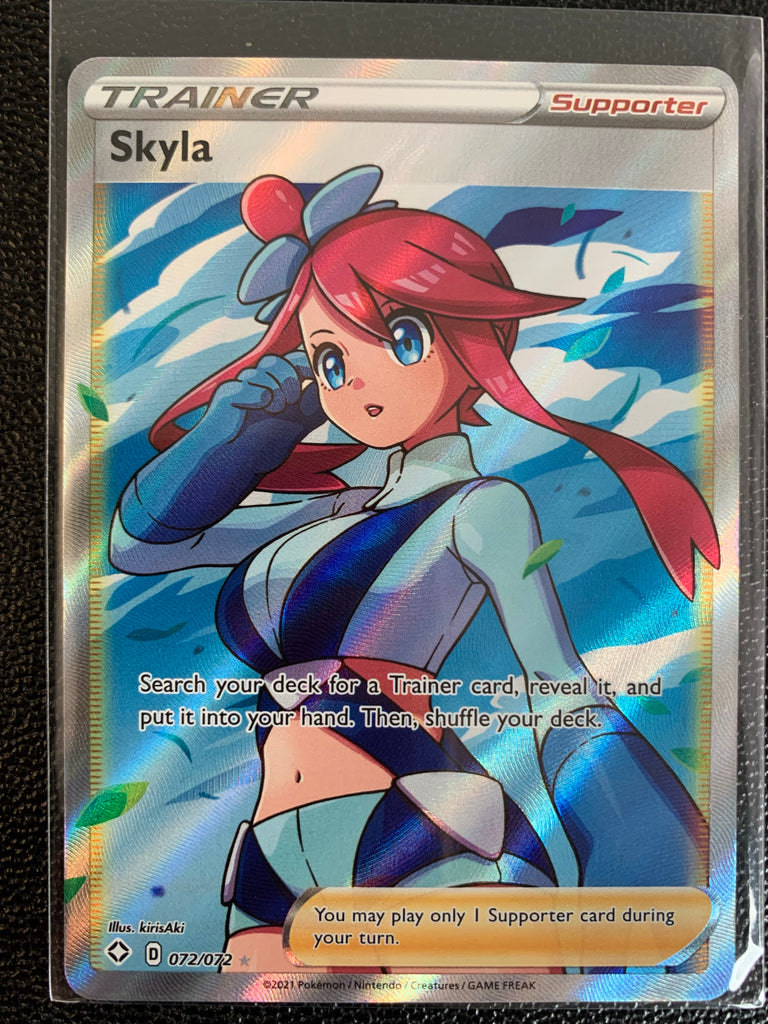 TRAINER Supporter
Skyla
Search your deck for a Trainer card, reveal it, and
put it into your hand. Then, shuffle your deck.
You may play only 1 Supporter card during
your turn.
Illus. kirisAki
D 072/072
©2021 Pokémon / Nintendo / Creatures / GAME FREAK